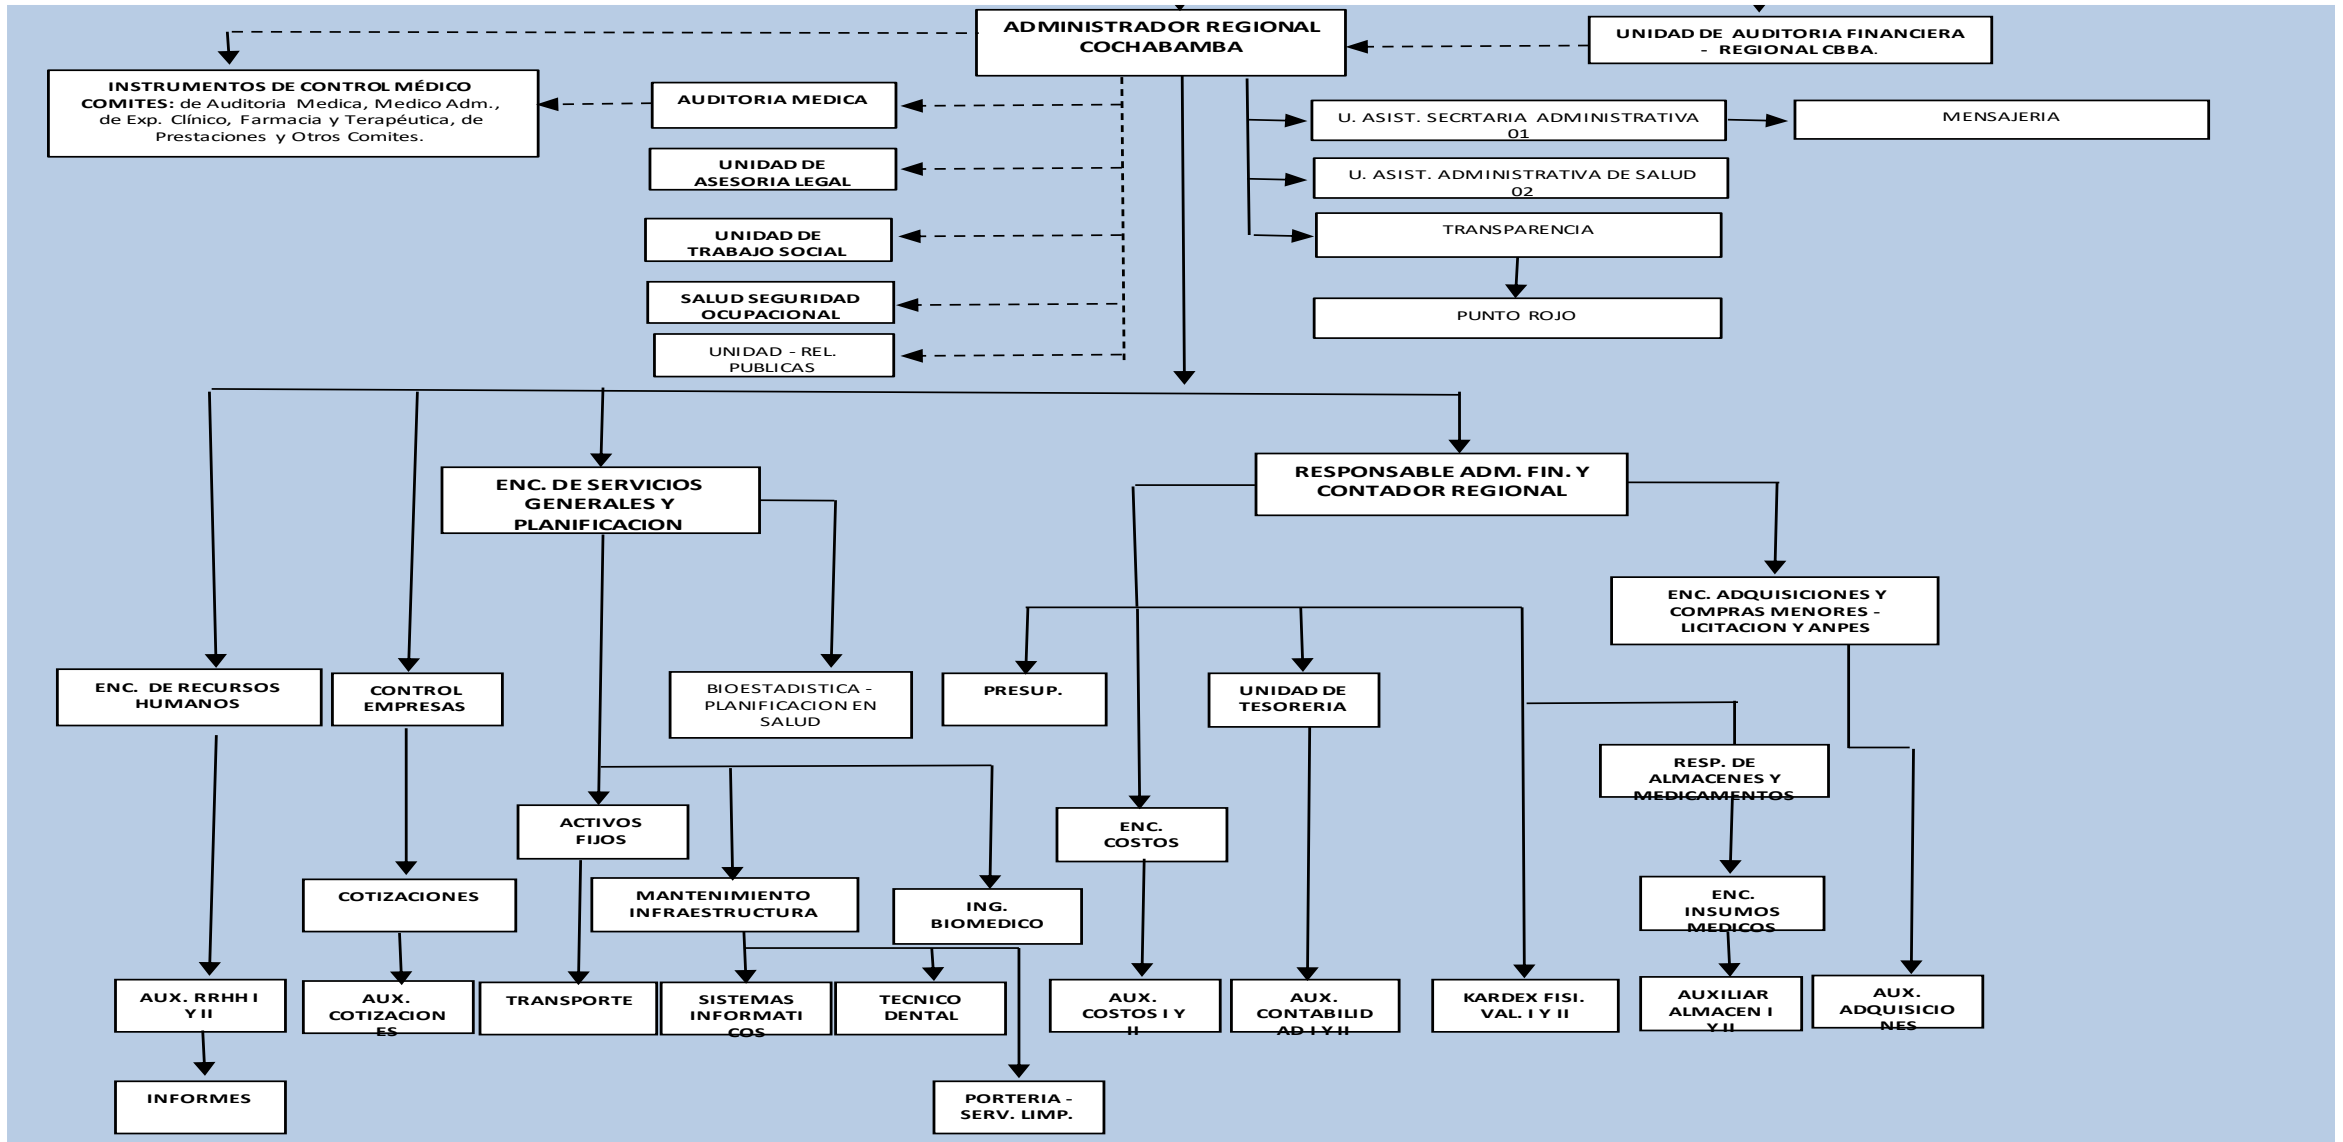 ADMINISTRADOR REGIONAL
COCHABAMBA
UNIDAD DE AUDITORIA FINANCIERA
- REGIONAL CBBA.
INSTRUMENTOS DE CONTROL MÉDICO
COMITES: de Auditoria Medica, Medico Adm.,
de Exp. Clínico, Farmacia y Terapéutica, de
Prestaciones y Otros Comites.
AUDITORIA MEDICA
U. ASIST. SECRTARIA ADMINISTRATIVA
01
MENSAJERIA
UNIDAD DE
ASESORIA LEGAL
U. ASIST. ADMINISTRATIVA DE SALUD
02
UNIDAD DE
TRABAJO SOCIAL
TRANSPARENCIA
SALUD SEGURIDAD
OCUPACIONAL
PUNTO ROJO
UNIDAD - REL.
PUBLICAS
ENC. DE SERVICIOS
GENERALES Y
PLANIFICACION
RESPONSABLE ADM. FIN. Y
CONTADOR REGIONAL
ENC. ADQUISICIONES Y
COMPRAS MENORES -
LICITACION Y ANPES
ENC. DE RECURSOS
HUMANOS
CONTROL
EMPRESAS
BIOESTADISTICA -
PLANIFICACION EN
SALUD
PRESUP.
UNIDAD DE
TESORERIA
RESP. DE
ALMACENES Y
MEDICAMENTOS
ACTIVOS
FIJOS
ENC.
COSTOS
COTIZACIONES
MANTENIMIENTO
INFRAESTRUCTURA
ING.
BIOMEDICO
ENC.
INSUMOS
MEDICOS
AUX. RRHH I
Y II
AUX.
COTIZACION
ES
TRANSPORTE
SISTEMAS
INFORMATI
COS
TECNICO
DENTAL
AUX.
COSTOS I Y
II
AUX.
CONTABILID
AD I Y II
KARDEX FISI.
VAL. I Y II
AUXILIAR
ALMACEN I
Y II
AUX.
ADQUISICIO
NES
INFORMES
PORTERIA -
SERV. LIMP.